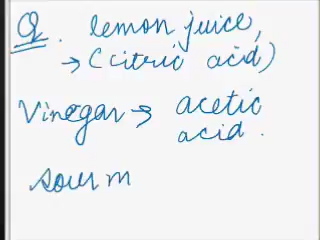 Q. lemon juice,
→ (citric acid)
Vinegar → acetic
acid.
sour m